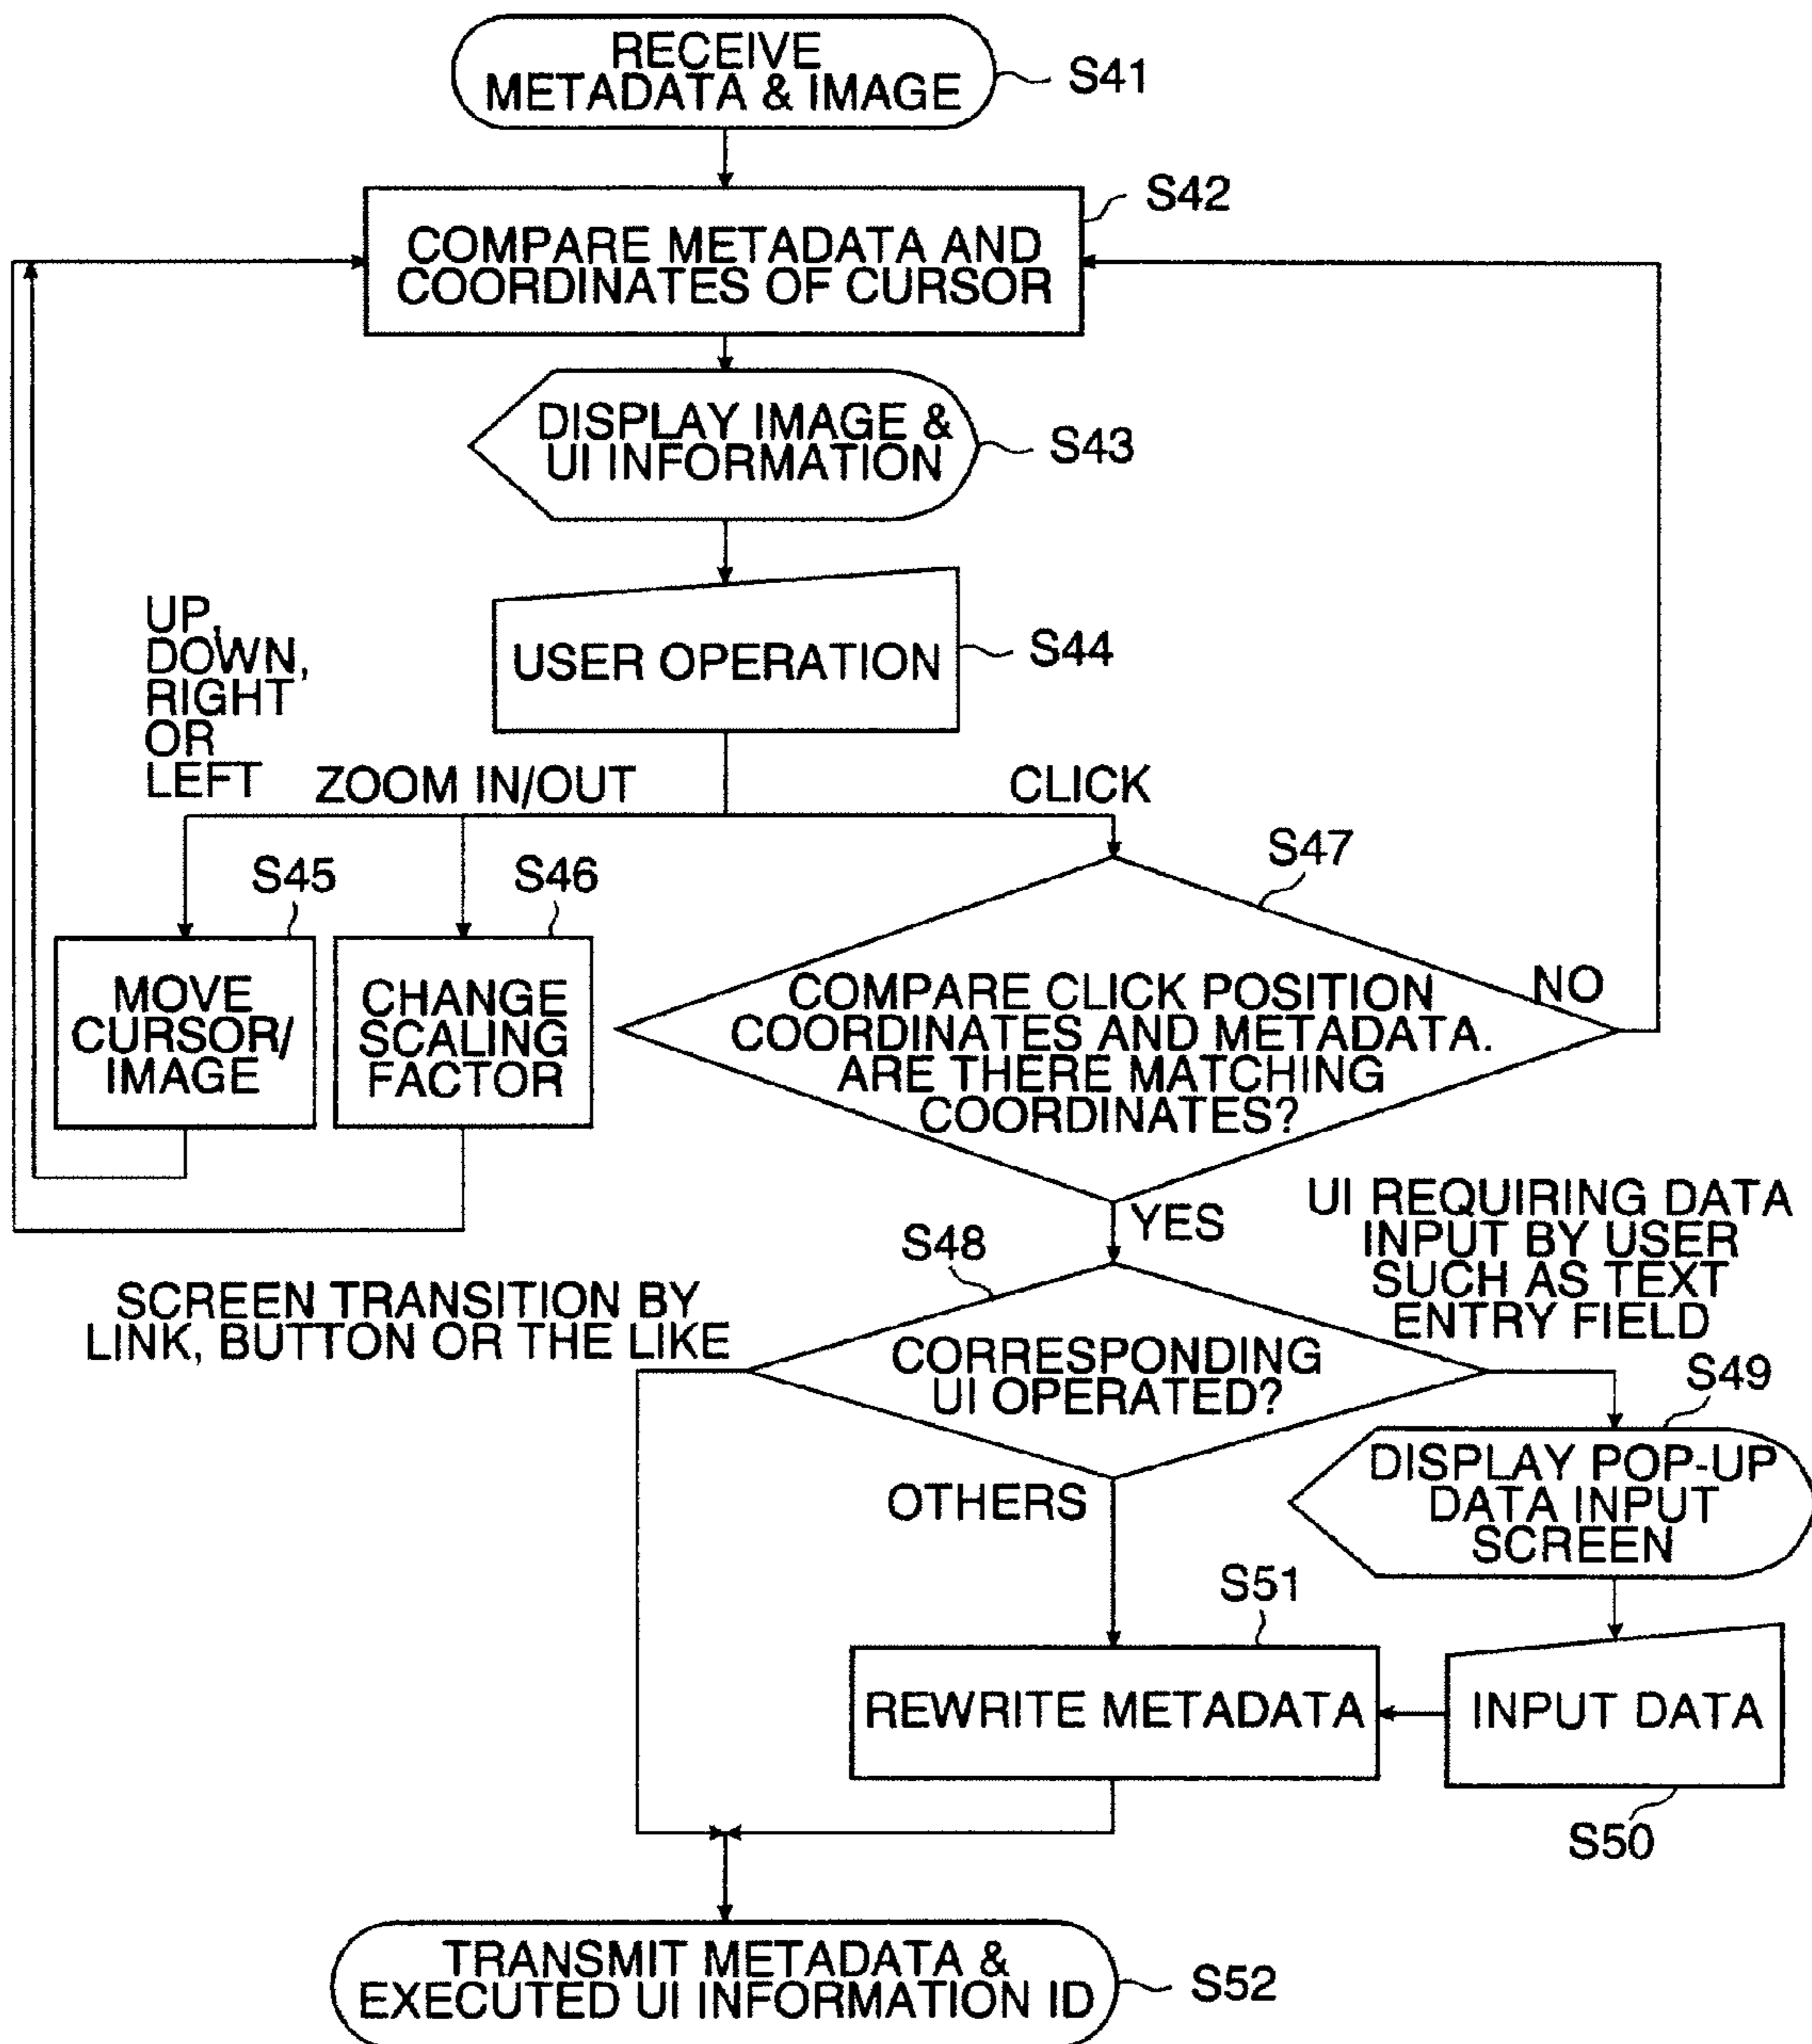 RECEIVE
METADATA & IMAGE
S41
S42
COMPARE METADATA AND
COORDINATES OF CURSOR
DISPLAY IMAGE &
UI INFORMATION
S43
USER OPERATION
S44
UP,
DOWN,
RIGHT
OR
LEFT
ZOOM IN/OUT
CLICK
S45
MOVE
CURSOR/
IMAGE
S46
CHANGE
SCALING
FACTOR
S47
COMPARE CLICK POSITION
COORDINATES AND METADATA.
ARE THERE MATCHING
COORDINATES?
NO
YES
S48
CORRESPONDING
UI OPERATED?
SCREEN TRANSITION BY
LINK, BUTTON OR THE LIKE
UI REQUIRING DATA
INPUT BY USER
SUCH AS TEXT
ENTRY FIELD
S49
DISPLAY POP-UP
DATA INPUT
SCREEN
OTHERS
S51
REWRITE METADATA
INPUT DATA
S50
TRANSMIT METADATA &
EXECUTED UI INFORMATION ID
S52